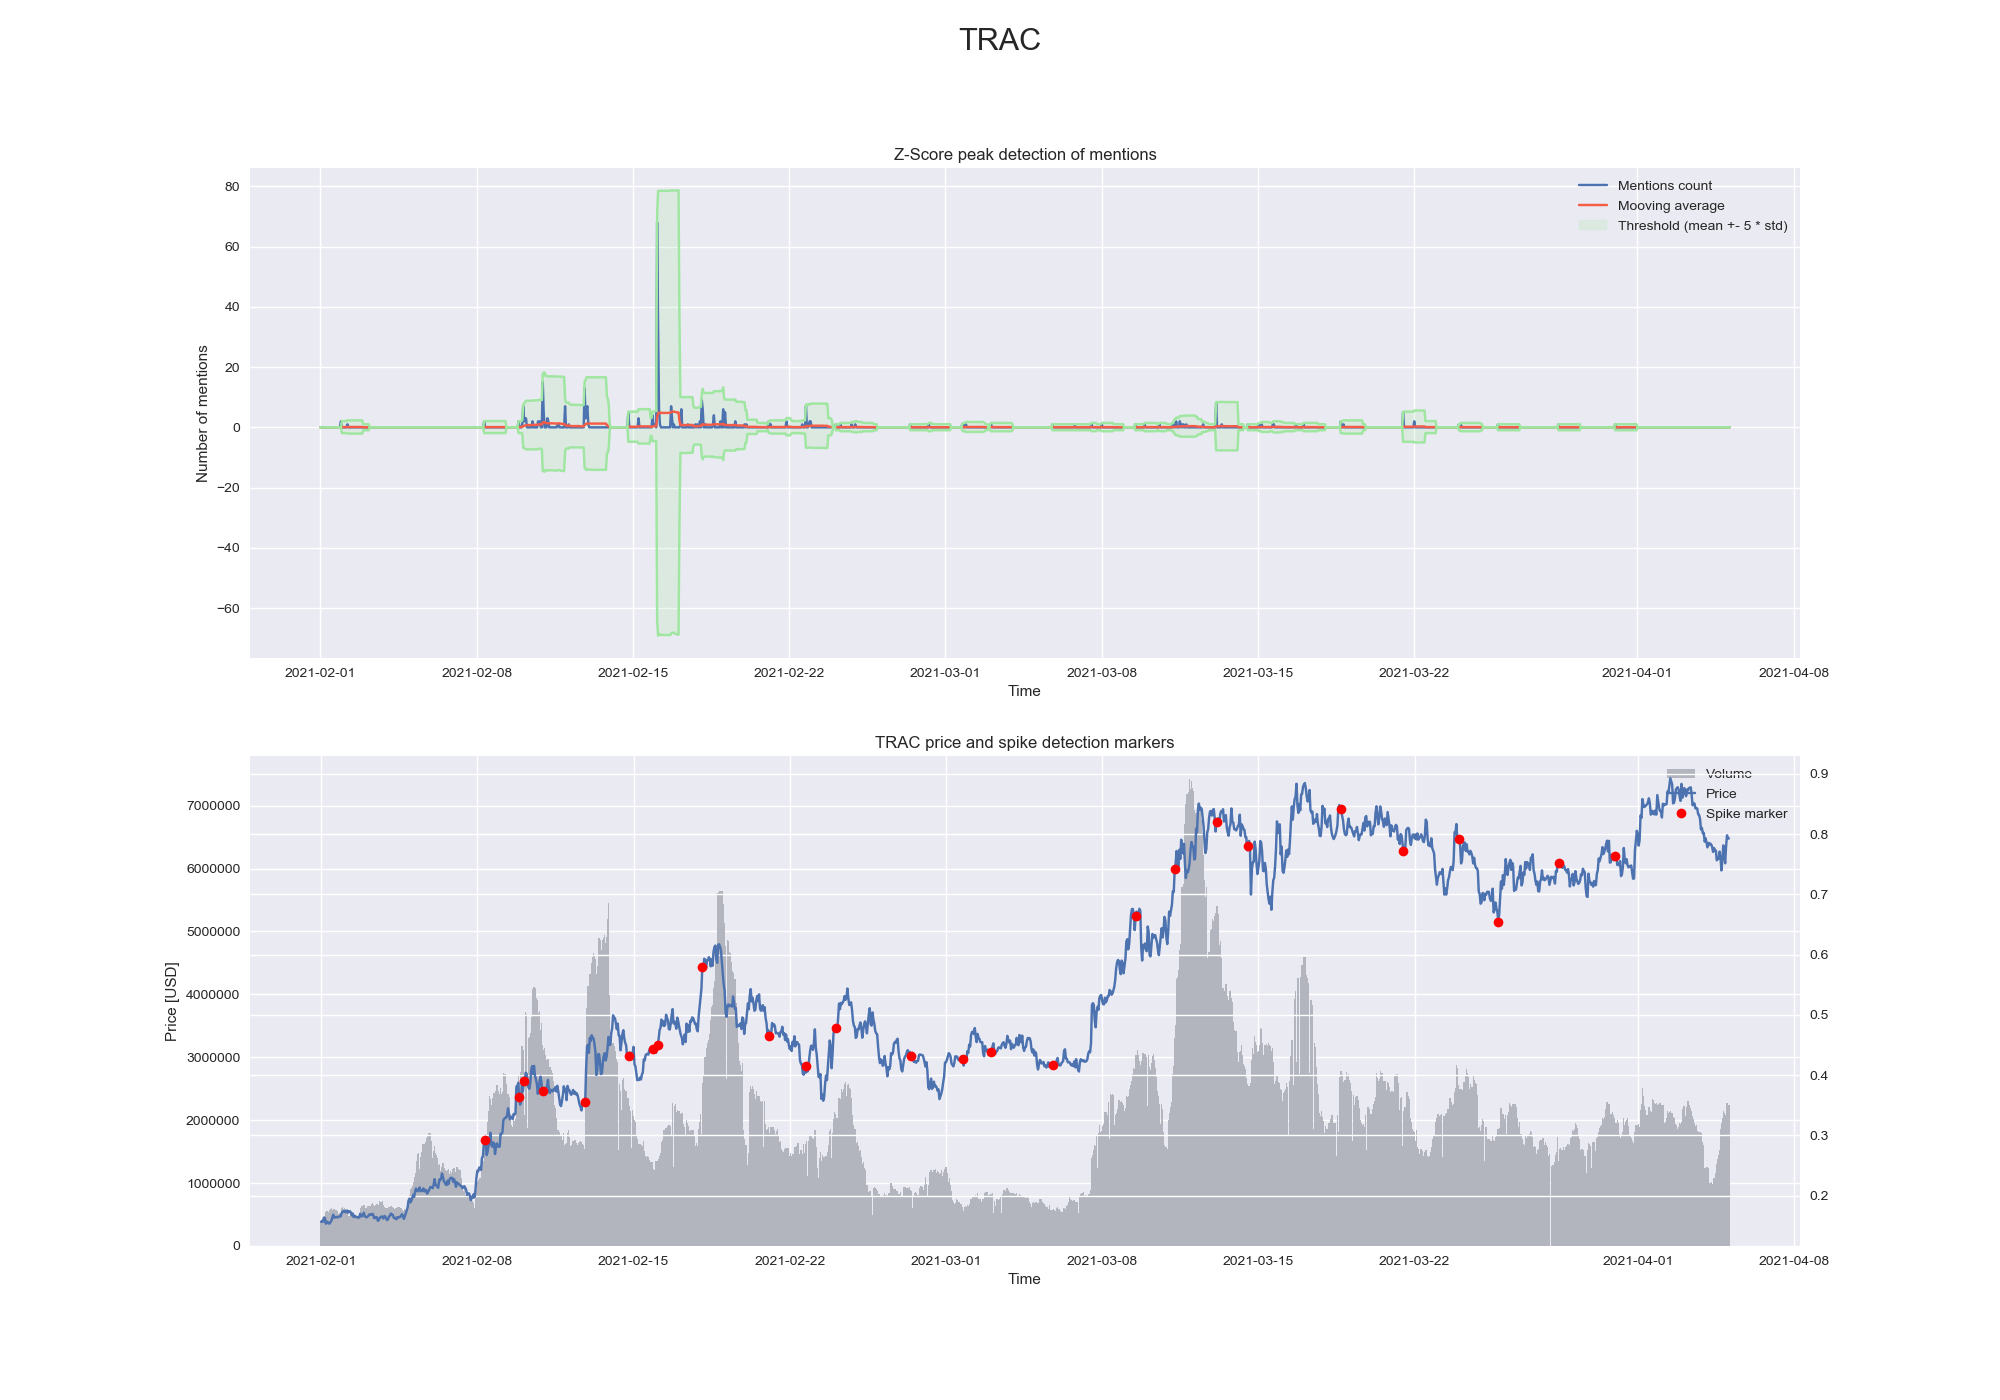 TRAC
Z-Score peak detection of mentions
Mentions count
Mooving average
Threshold (mean +- 5 * std)
Number of mentions
80
60
40
20
0
−20
−40
−60
2021-02-01 2021-02-08 2021-02-15 2021-02-22 2021-03-01 2021-03-08 2021-03-15 2021-03-22 2021-04-01 2021-04-08
Time
TRAC price and spike detection markers
Volume
Price
Spike marker
Price [USD]
7000000
6000000
5000000
4000000
3000000
2000000
1000000
0
0.9
0.8
0.7
0.6
0.5
0.4
0.3
0.2
2021-02-01 2021-02-08 2021-02-15 2021-02-22 2021-03-01 2021-03-08 2021-03-15 2021-03-22 2021-04-01 2021-04-08
Time